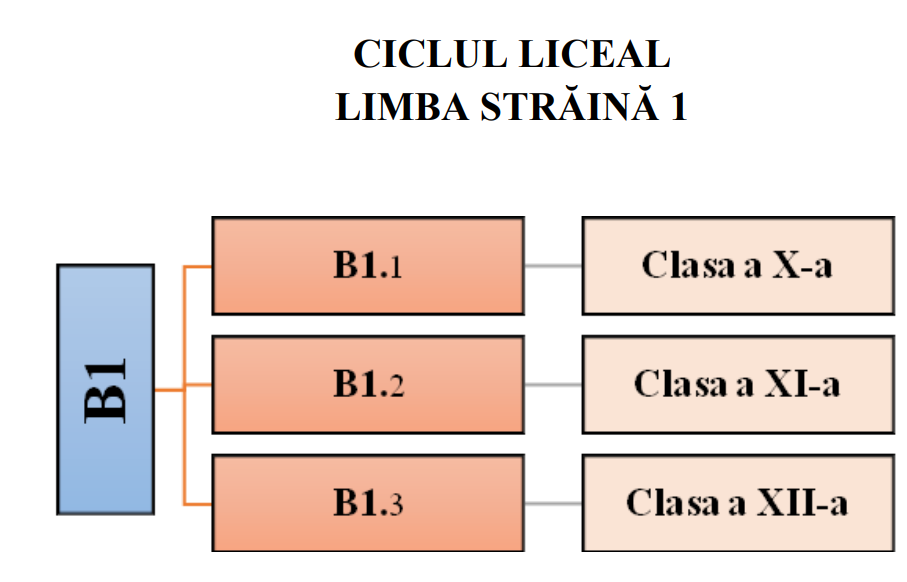 CICLUL LICEAL
LIMBA STRĂINĂ 1
B1
B1.1
Clasa a X-a
B1.2
Clasa a XI-a
B1.3
Clasa a XII-a